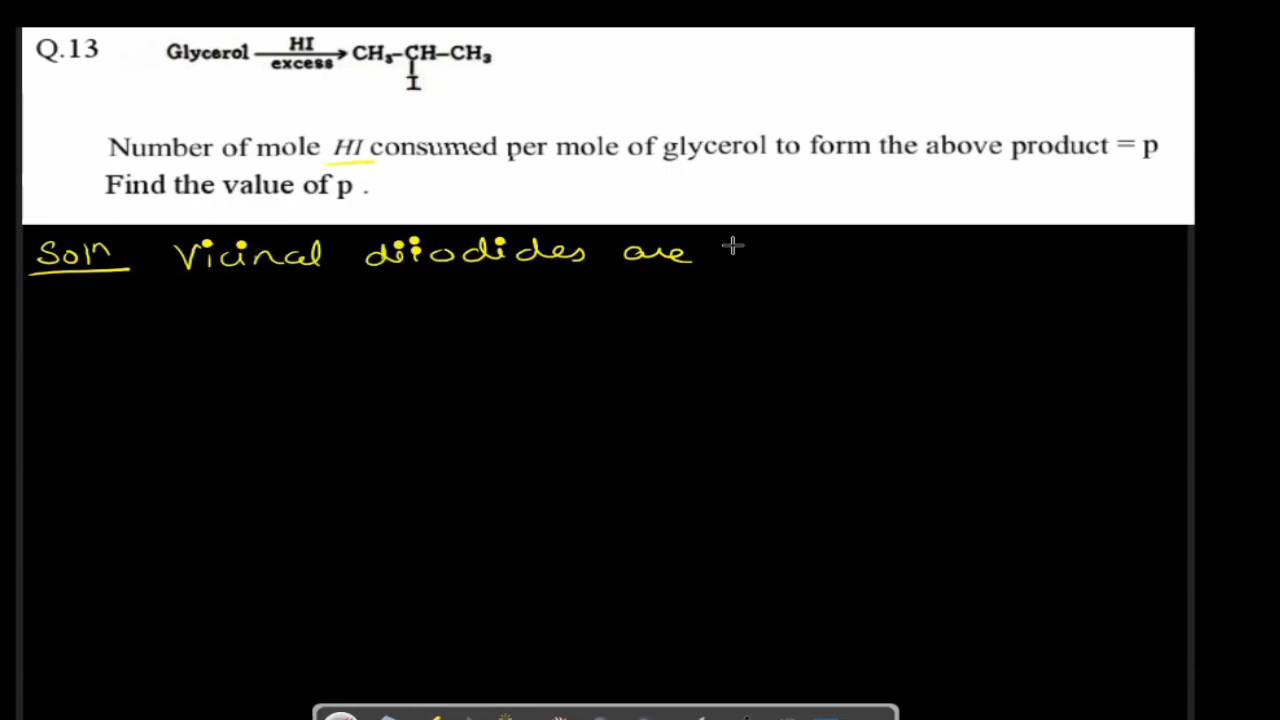 Q.13 Glycerol HI excess CH₃–CH–CH₃
I
Number of mole HI consumed per mole of glycerol to form the above product = p
Find the value of p .
Soln Vicinal diiodides are